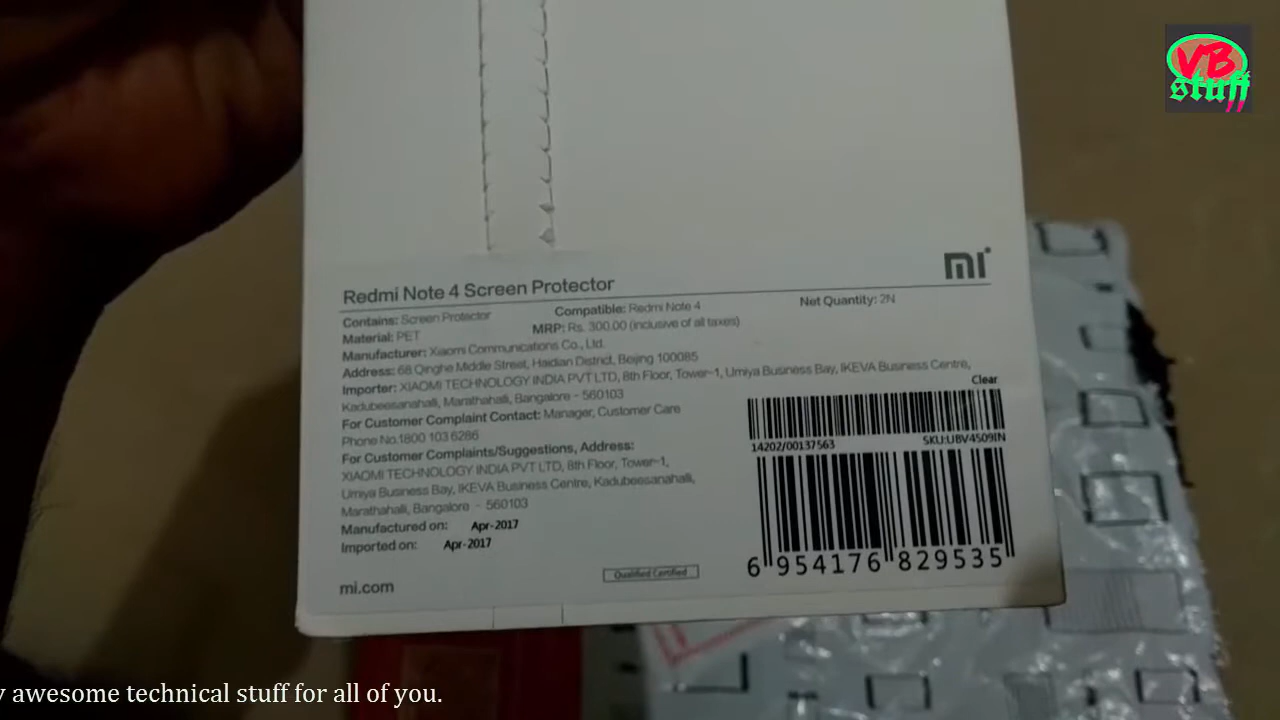 VB
stuff
mi
Redmi Note 4 Screen Protector
Contains: Screen Protector Compatible: Redmi Note 4 Net Quantity: 2N
Material: PET MRP: Rs. 300.00 (inclusive of all taxes)
Manufacturer: Xiaomi Communications Co., Ltd.
Address: 68 Qinghe Middle Street, Haidian District, Beijing 100085
Importer: XIAOMI TECHNOLOGY INDIA PVT LTD, 8th Floor, Tower-1, Umiya Business Bay, IKEVA Business Centre,
Kadubeesanahalli, Marathahalli, Bangalore - 560103
Clear
For Customer Complaint Contact: Manager, Customer Care
Phone No.1800 103 6286
14202/00137563 SKU:UBV4509IN
For Customer Complaints/Suggestions, Address:
XIAOMI TECHNOLOGY INDIA PVT LTD, 8th Floor, Tower-1,
Umiya Business Bay, IKEVA Business Centre, Kadubeesanahalli,
Marathahalli, Bangalore - 560103
Manufactured on: Apr-2017
Imported on: Apr-2017
6 954176 829535
Qualified Certified
mi.com
y awesome technical stuff for all of you.